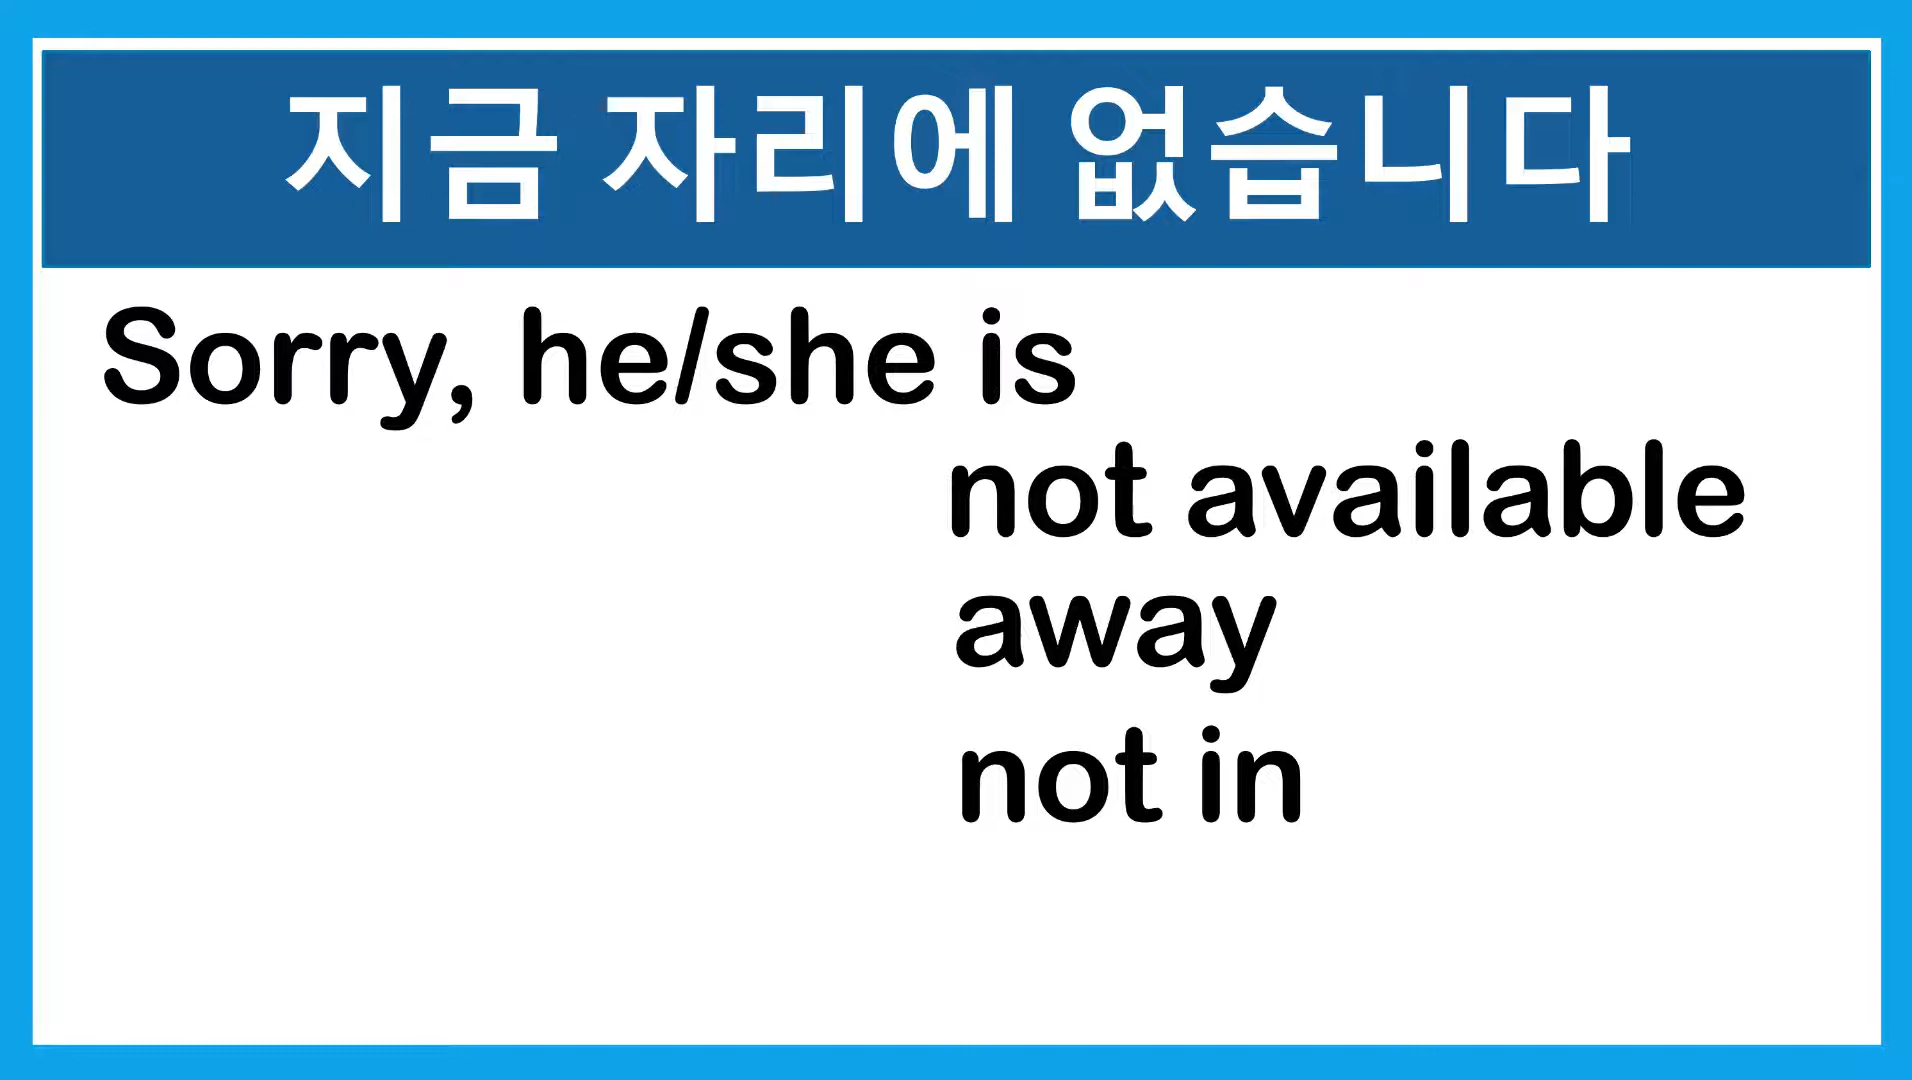 지금 자리에 없습니다
Sorry, he/she is
not available
away
not in